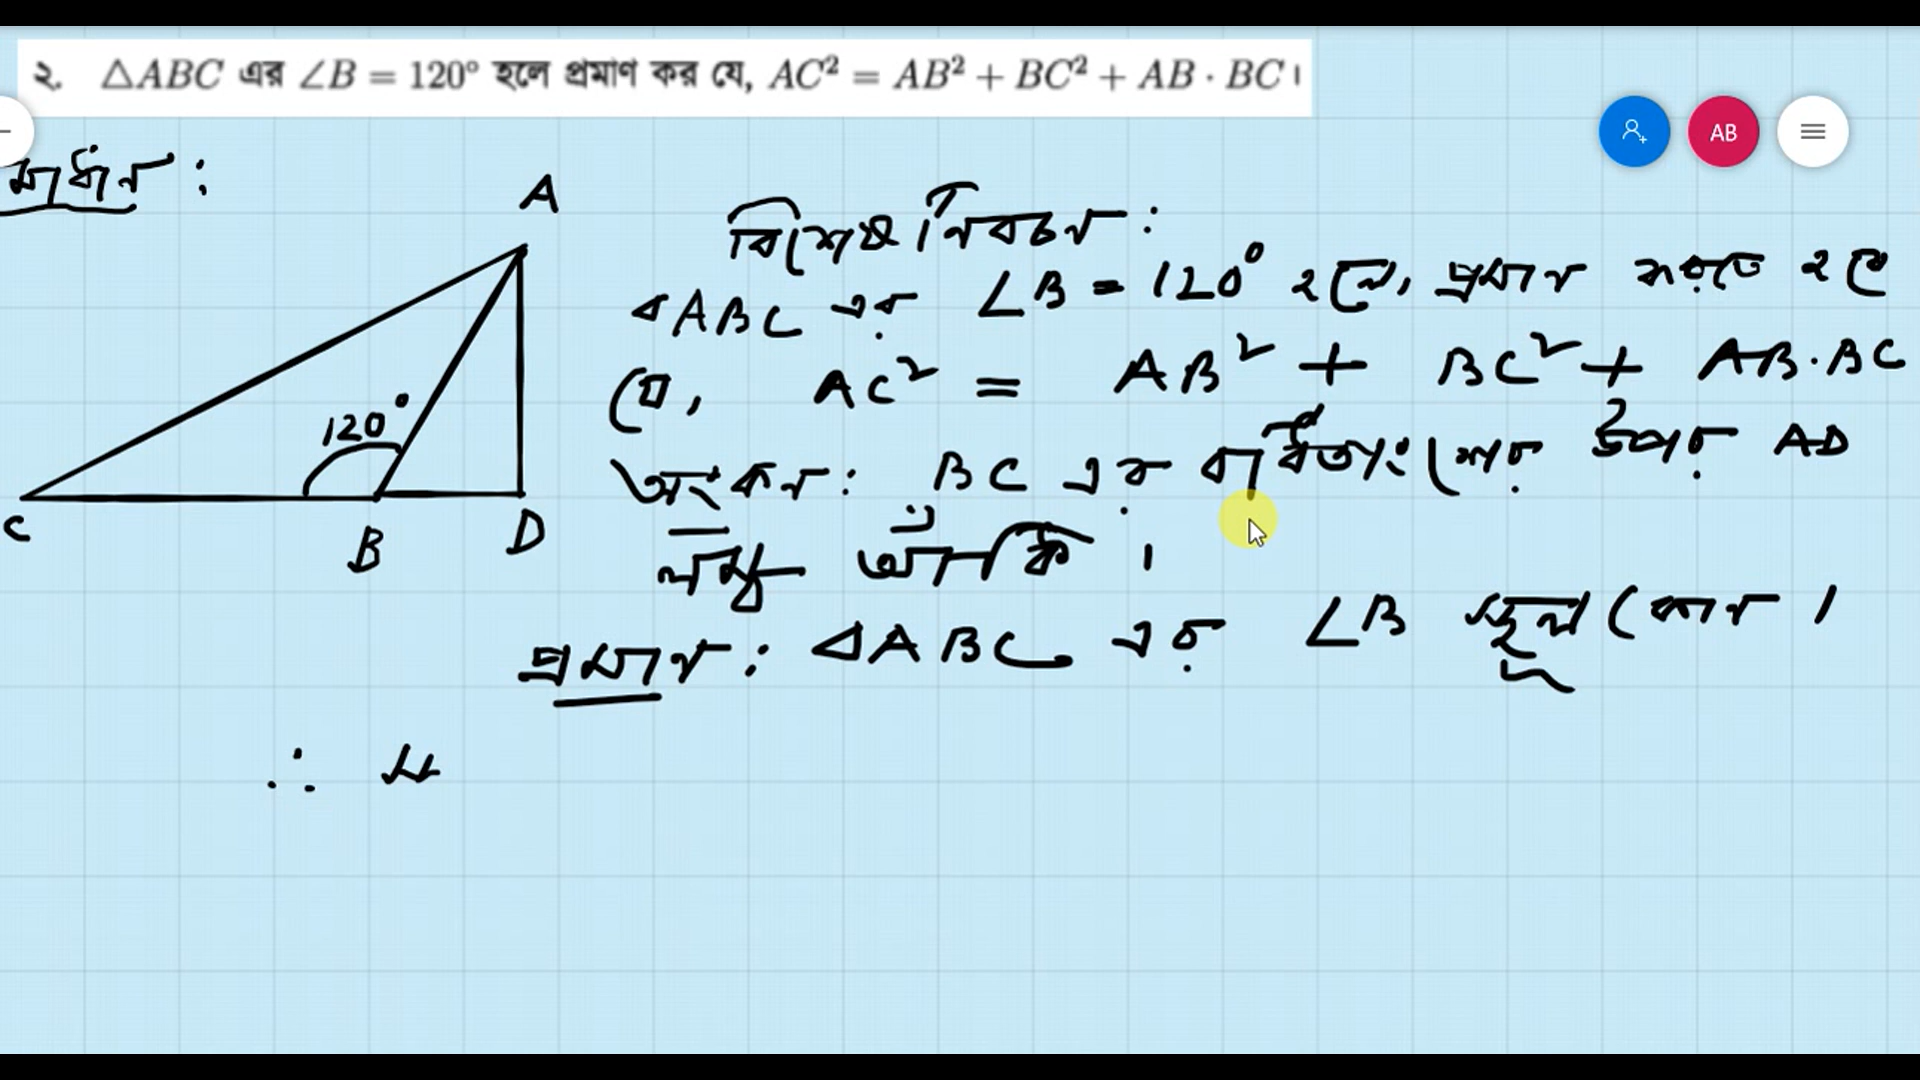 ২. △ABC এর ∠B = 120° হলে প্রমাণ কর যে, AC² = AB² + BC² + AB · BC ।
AB
মাধান :
A
120°
C
B
D
বিশেষ নির্বচন :
△ABC এর ∠B = 120° হলে, প্রমাণ করতে হবে
যে, AC² = AB² + BC² + AB·BC
অংকন : BC এর বর্ধিতাংশের উপর AD
লম্ব আঁকি ।
প্রমাণ : △ABC এর ∠B স্থূলকোণ ।
∴